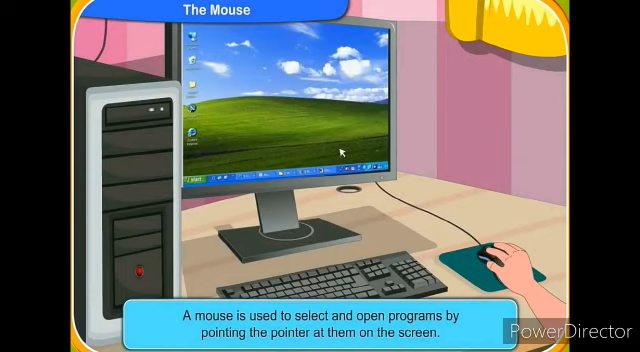 The Mouse
start
A mouse is used to select and open programs by
pointing the pointer at them on the screen.
PowerDirector